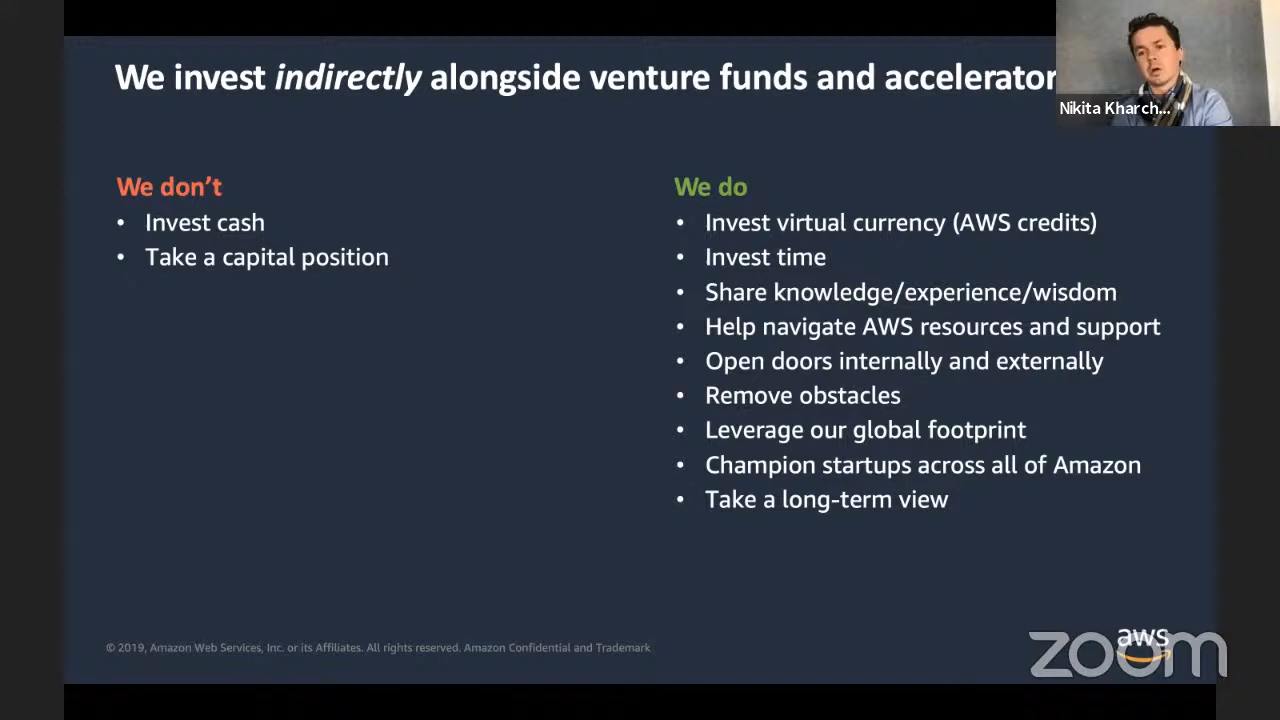 We invest indirectly alongside venture funds and accelerator
Nikita Kharch...
We don’t
• Invest cash
• Take a capital position
We do
• Invest virtual currency (AWS credits)
• Invest time
• Share knowledge/experience/wisdom
• Help navigate AWS resources and support
• Open doors internally and externally
• Remove obstacles
• Leverage our global footprint
• Champion startups across all of Amazon
• Take a long-term view
© 2019, Amazon Web Services, Inc. or its Affiliates. All rights reserved. Amazon Confidential and Trademark
aws
zoom